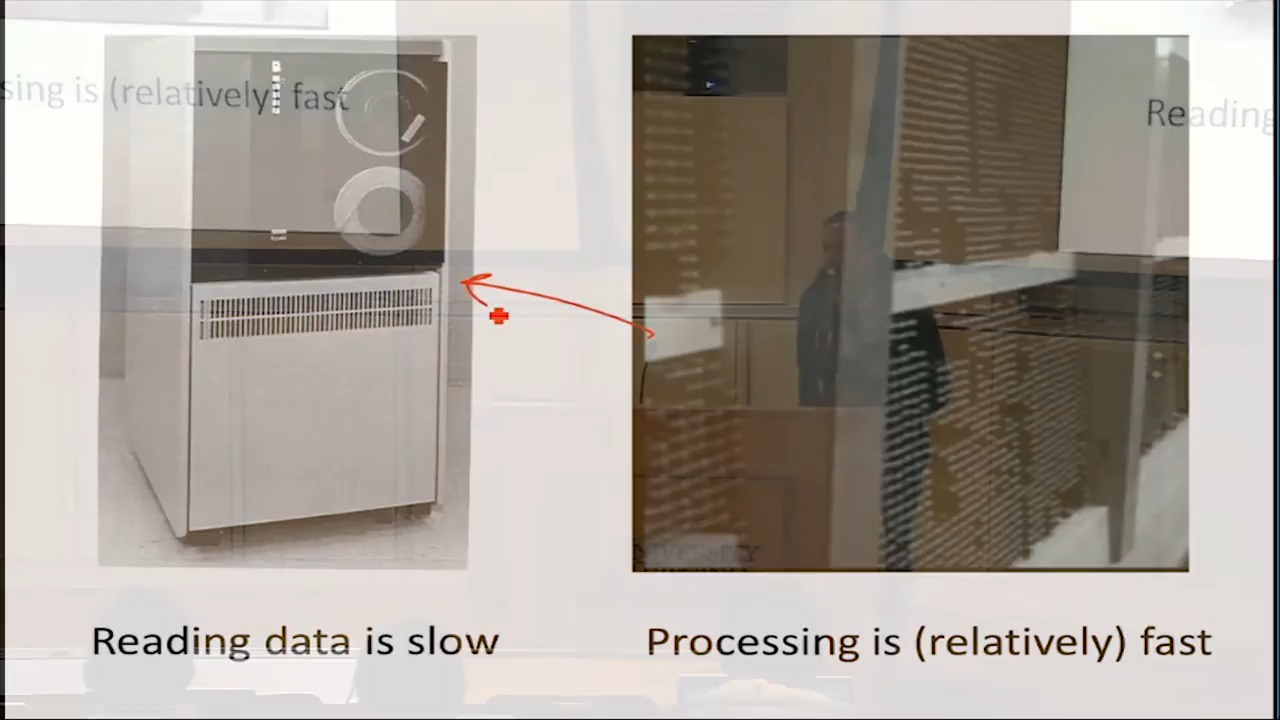 sing is (relatively) fast
Reading
Reading data is slow
Processing is (relatively) fast